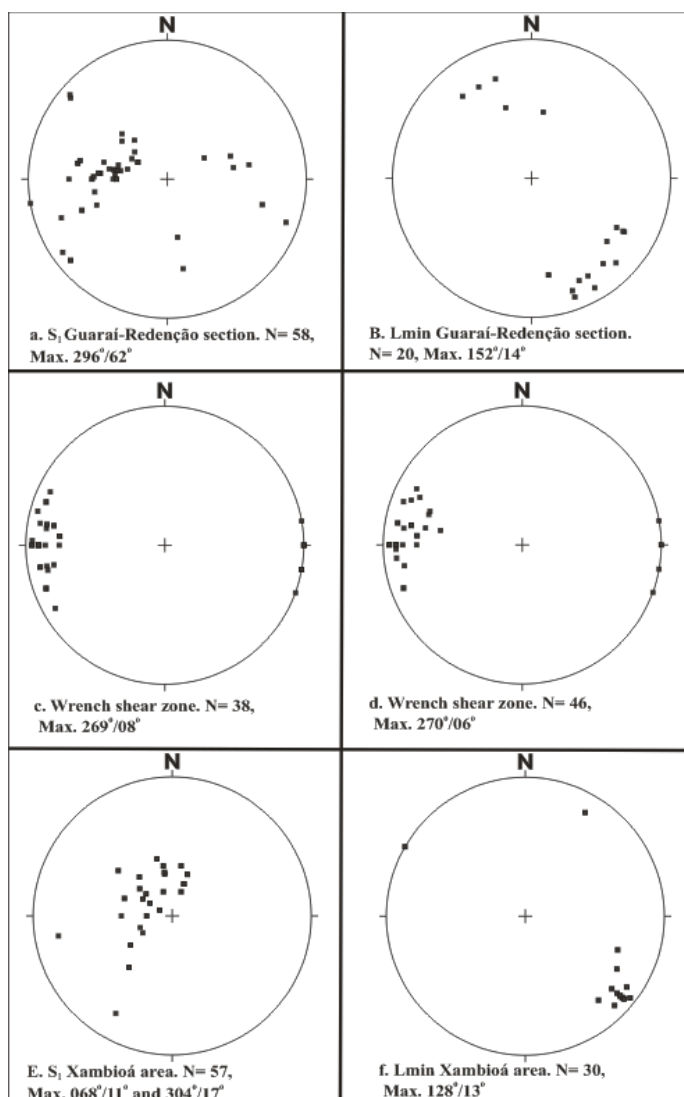 N
N
a. S₁ Guaraí-Redenção section. N= 58,
Max. 296°/62°
B. Lmin Guaraí-Redenção section.
N= 20, Max. 152°/14°
N
N
c. Wrench shear zone. N= 38,
Max. 269°/08°
d. Wrench shear zone. N= 46,
Max. 270°/06°
N
N
E. S₁ Xambioá area. N= 57,
Max. 068°/11° and 304°/17°
f. Lmin Xambioá area. N= 30,
Max. 128°/13°